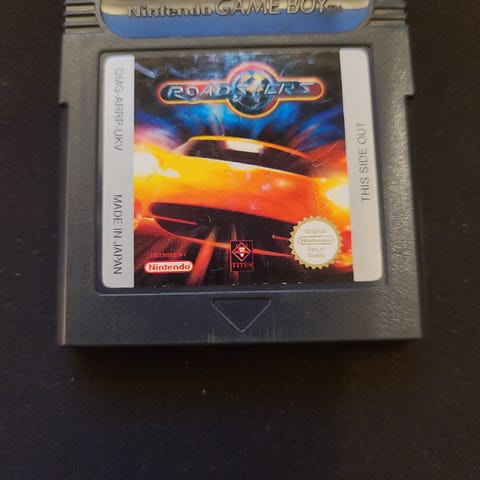 Nintendo GAME BOY™
ROADSTERS
DMG-ARRP-UKV
MADE IN JAPAN
THIS SIDE OUT
LICENSED BY
Nintendo
TITUS
Original
Nintendo
Seal of
Quality